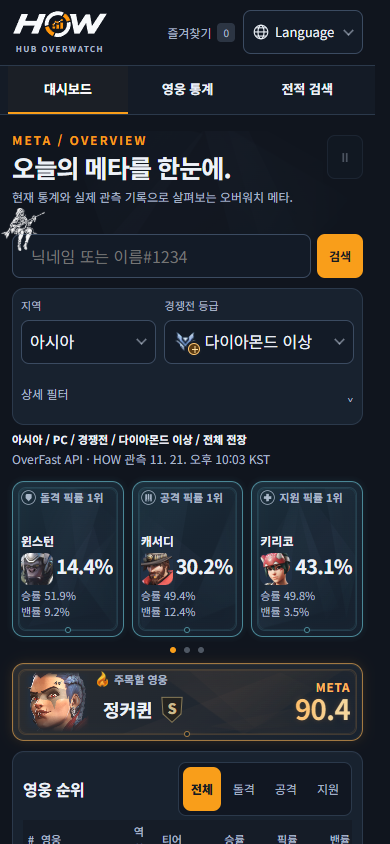 HOW
HUB OVERWATCH
즐겨찾기 0
Language
대시보드 영웅 통계 전적 검색
META / OVERVIEW
오늘의 메타를 한눈에.
현재 통계와 실제 관측 기록으로 살펴보는 오버워치 메타.
닉네임 또는 이름#1234 검색
지역 경쟁전 등급
아시아 다이아몬드 이상
상세 필터
아시아 / PC / 경쟁전 / 다이아몬드 이상 / 전체 전장
OverFast API · HOW 관측 11. 21. 오후 10:03 KST
돌격 픽률 1위 공격 픽률 1위 지원 픽률 1위
윈스턴 캐서디 키리코
14.4% 30.2% 43.1%
승률 51.9% 승률 49.4% 승률 49.8%
밴률 9.2% 밴률 12.4% 밴률 3.5%
주목할 영웅
META
정커퀸 S
90.4
영웅 순위 전체 돌격 공격 지원
역
# 영웅 티어 승률 픽률 밴률